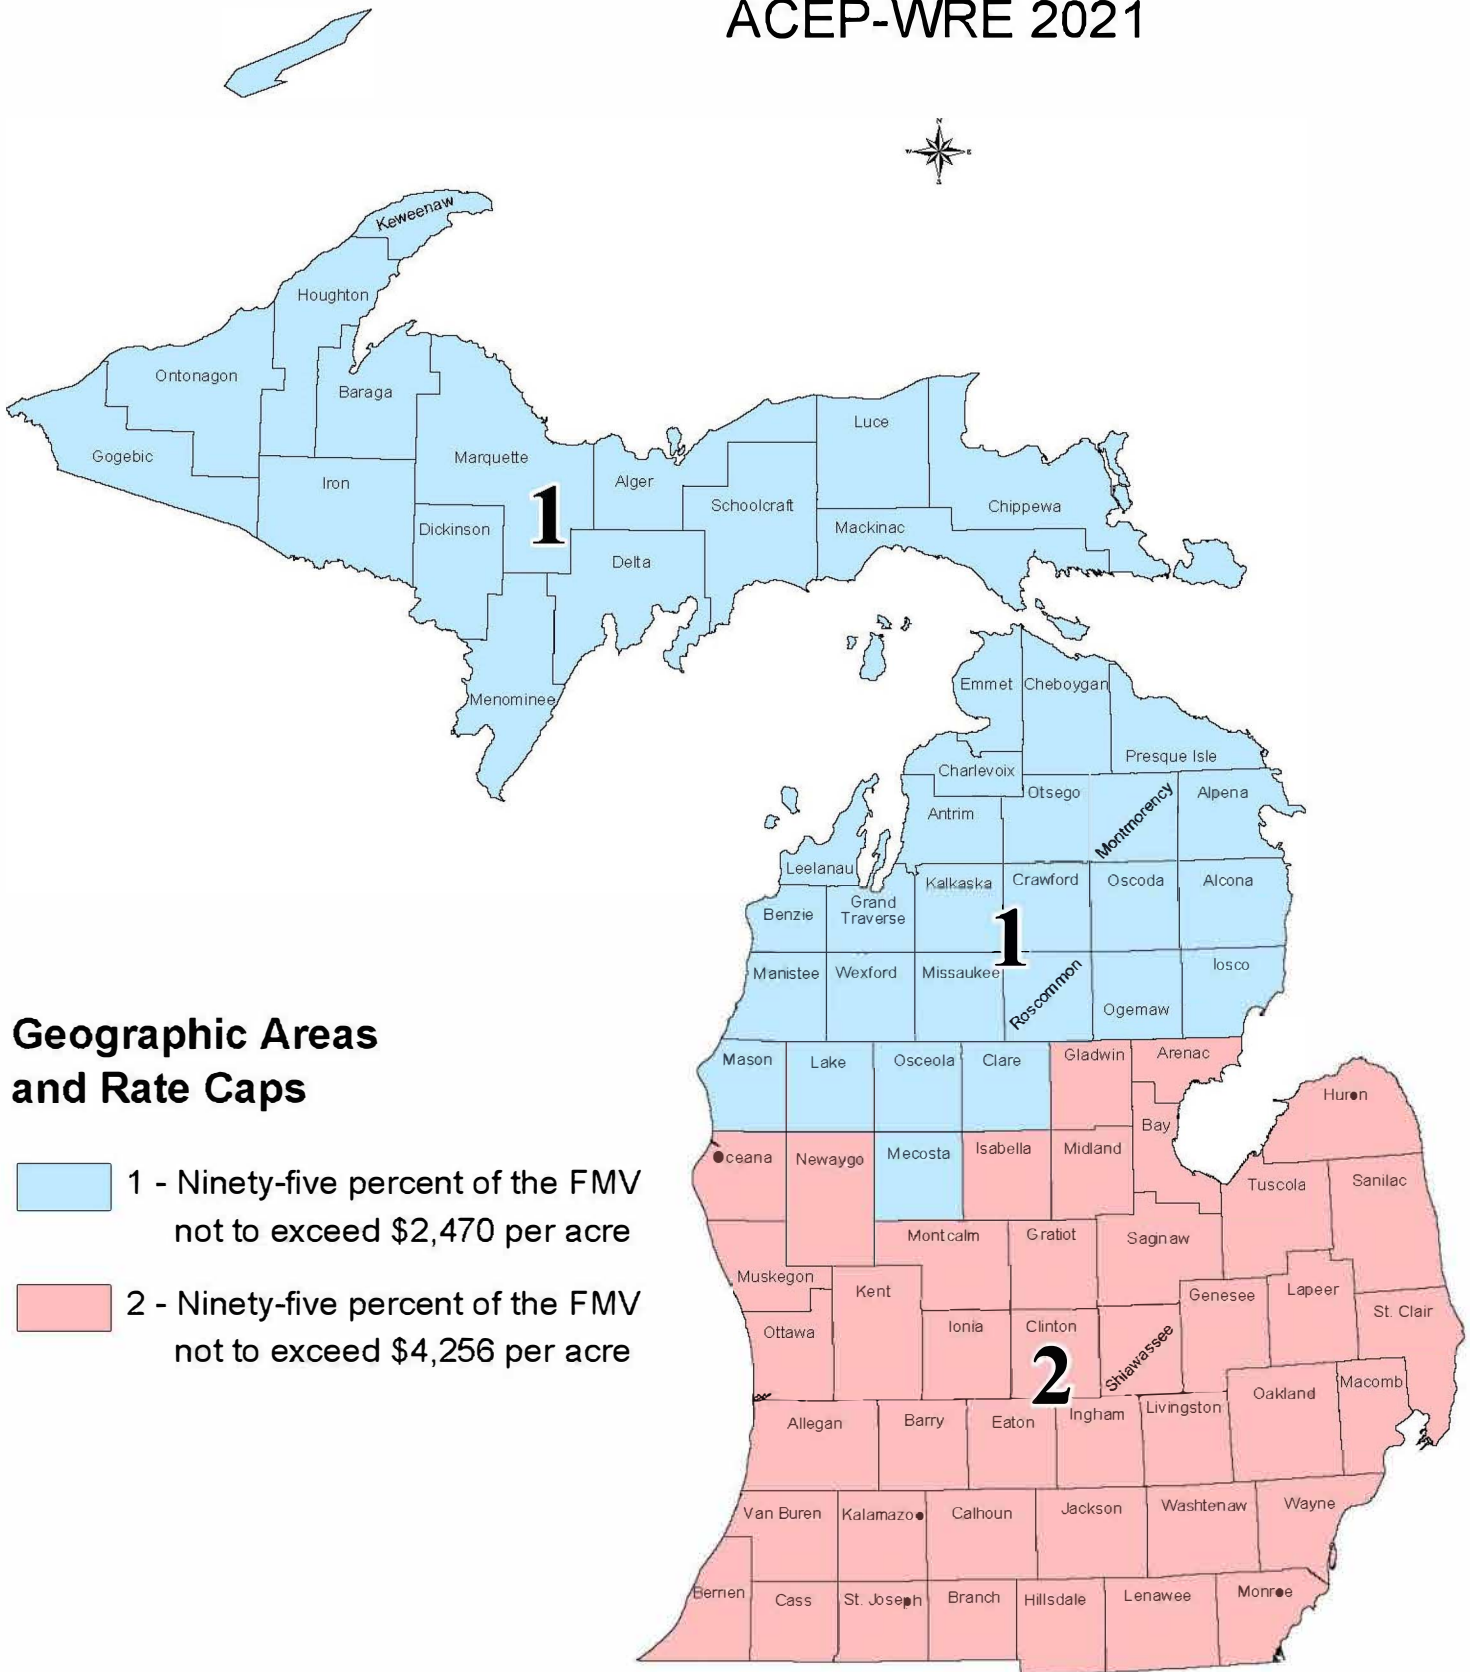 ACEP-WRE 2021
N
W
E
S
Keweenaw
Houghton
Ontonagon
Baraga
Gogebic
Iron
Marquette
Dickinson
1
Alger
Luce
Schoolcraft
Chippewa
Mackinac
Delta
Menominee
Emmet
Cheboygan
Presque Isle
Charlevoix
Otsego
Montmorency
Alpena
Antrim
Leelanau
Kalkaska
Crawford
Oscoda
Alcona
Benzie
Grand
Traverse
1
Manistee
Wexford
Missaukee
Roscommon
Ogemaw
Iosco
Mason
Lake
Osceola
Clare
Gladwin
Arenac
Huron
Bay
Oceana
Newaygo
Mecosta
Isabella
Midland
Tuscola
Sanilac
Montcalm
Gratiot
Saginaw
Muskegon
Kent
Genesee
Lapeer
St. Clair
Ottawa
Ionia
Clinton
Shiawassee
2
Oakland
Macomb
Allegan
Barry
Eaton
Ingham
Livingston
Van Buren
Kalamazoo
Calhoun
Jackson
Washtenaw
Wayne
Berrien
Cass
St. Joseph
Branch
Hillsdale
Lenawee
Monroe
Geographic Areas
and Rate Caps
1 - Ninety-five percent of the FMV
not to exceed $2,470 per acre
2 - Ninety-five percent of the FMV
not to exceed $4,256 per acre